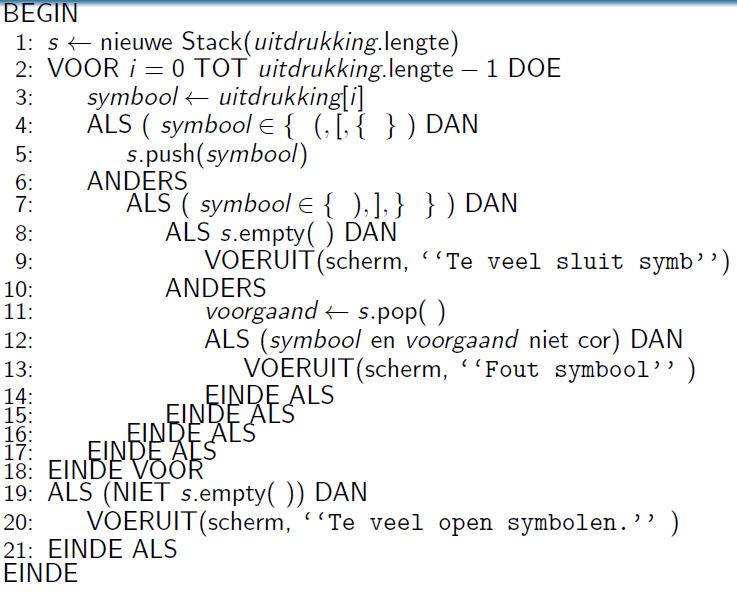 BEGIN
1: s ← nieuwe Stack(uitdrukking.lengte)
2: VOOR i = 0 TOT uitdrukking.lengte − 1 DOE
3: symbool ← uitdrukking[i]
4: ALS ( symbool ∈ { (, [, { } ) DAN
5: s.push(symbool)
6: ANDERS
7: ALS ( symbool ∈ { ), ], } } ) DAN
8: ALS s.empty( ) DAN
9: VOERUIT(scherm, ‘‘Te veel sluit symb’’)
10: ANDERS
11: voorgaand ← s.pop( )
12: ALS (symbool en voorgaand niet cor) DAN
13: VOERUIT(scherm, ‘‘Fout symbool’’ )
14: EINDE ALS
15: EINDE ALS
16: EINDE ALS
17: EINDE ALS
18: EINDE VOOR
19: ALS (NIET s.empty( )) DAN
20: VOERUIT(scherm, ‘‘Te veel open symbolen.’’ )
21: EINDE ALS
EINDE